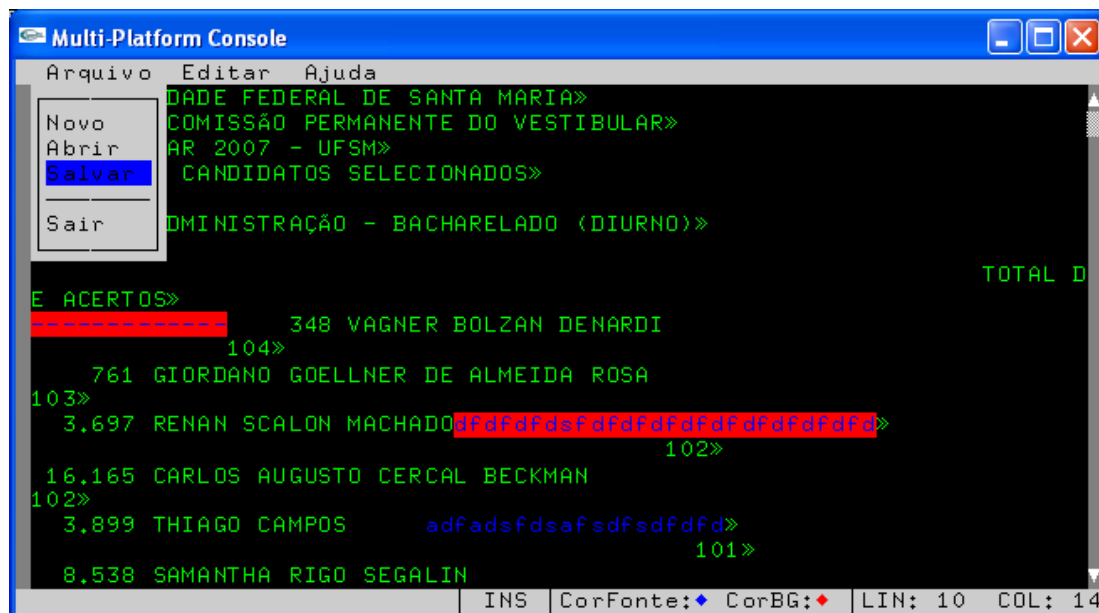 Multi-Platform Console
Arquivo Editar Ajuda
Novo
Abrir
Salvar
Sair
DADE FEDERAL DE SANTA MARIA»
COMISSÃO PERMANENTE DO VESTIBULAR»
AR 2007 - UFSM»
CANDIDATOS SELECIONADOS»
DMINISTRAÇÃO - BACHARELADO (DIURNO)»
TOTAL D
E ACERTOS»
------------- 348 VAGNER BOLZAN DENARDI
104»
761 GIORDANO GOELLNER DE ALMEIDA ROSA
103»
3.697 RENAN SCALON MACHADOdfdfdfdsfdfdfdfdfdfdfdfdfdfd»
102»
16.165 CARLOS AUGUSTO CERCAL BECKMAN
102»
3.899 THIAGO CAMPOS adfadsfdsafsdfsdfdfd»
101»
8.538 SAMANTHA RIGO SEGALIN
INS CorFonte:♦ CorBG:♦ LIN: 10 COL: 14